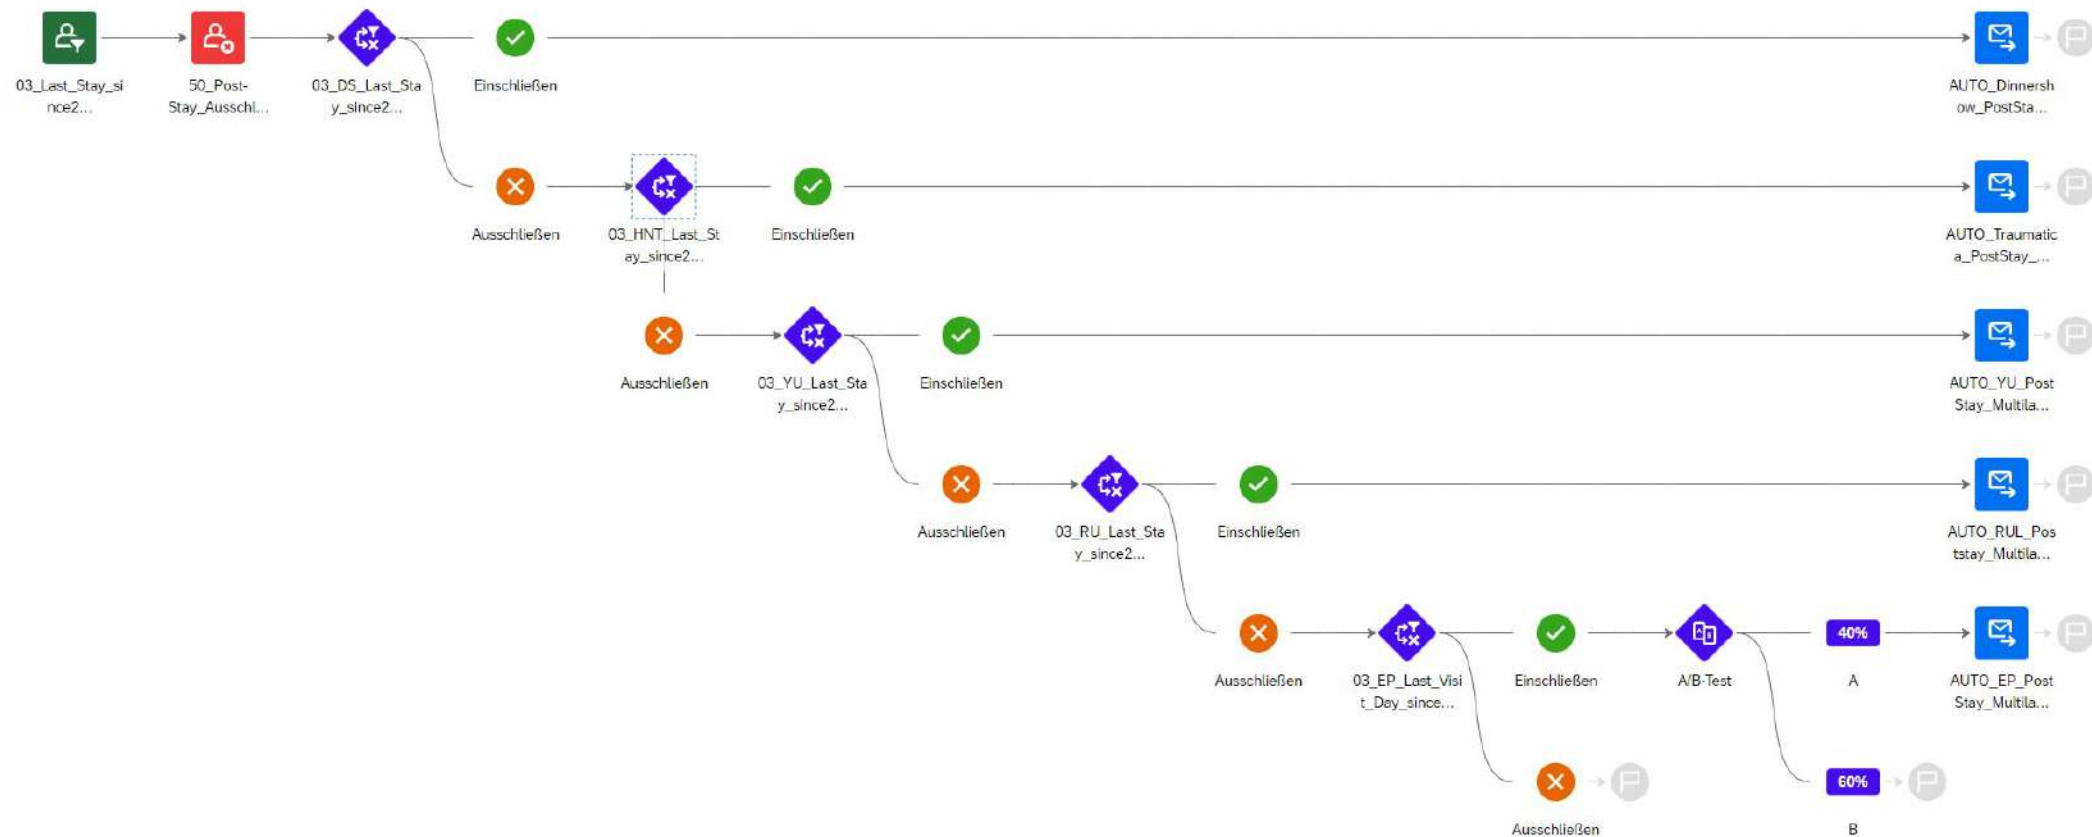 03_Last_Stay_si
nce2...
50_Post-
Stay_Ausschl...
03_DS_Last_Sta
y_since2...
Einschließen
AUTO_Dinnersh
ow_PostSta...
Ausschließen
03_HNT_Last_St
ay_since2...
Einschließen
AUTO_Traumatic
a_PostStay_...
Ausschließen
03_YU_Last_Sta
y_since2...
Einschließen
AUTO_YU_Post
Stay_Multila...
Ausschließen
03_RU_Last_Sta
y_since2...
Einschließen
AUTO_RUL_Pos
tstay_Multila...
40%
Ausschließen
03_EP_Last_Visi
t_Day_since...
Einschließen
A/B-Test
A
AUTO_EP_Post
Stay_Multila...
60%
Ausschließen
B